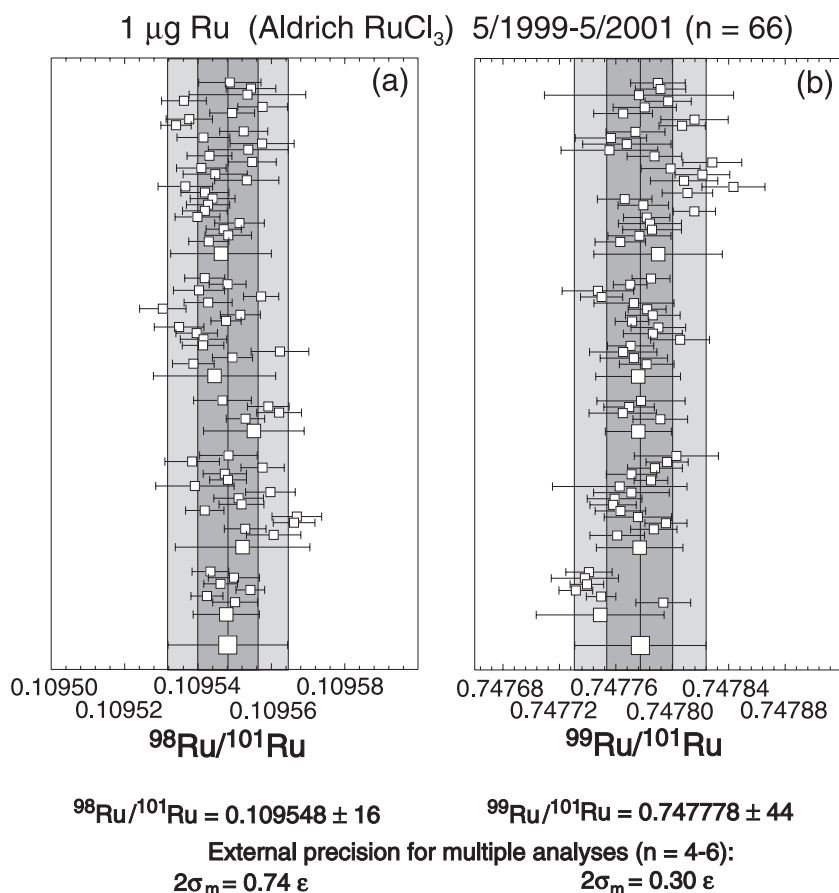 1 μg Ru (Aldrich RuCl₃) 5/1999-5/2001 (n = 66)
(a)
(b)
0.10950 0.10954 0.10958
0.10952 0.10956
⁹⁸Ru/¹⁰¹Ru
0.74768 0.74776 0.74784
0.74772 0.74780 0.74788
⁹⁹Ru/¹⁰¹Ru
⁹⁸Ru/¹⁰¹Ru = 0.109548 ± 16
⁹⁹Ru/¹⁰¹Ru = 0.747778 ± 44
External precision for multiple analyses (n = 4-6):
2σₘ = 0.74 ε
2σₘ = 0.30 ε